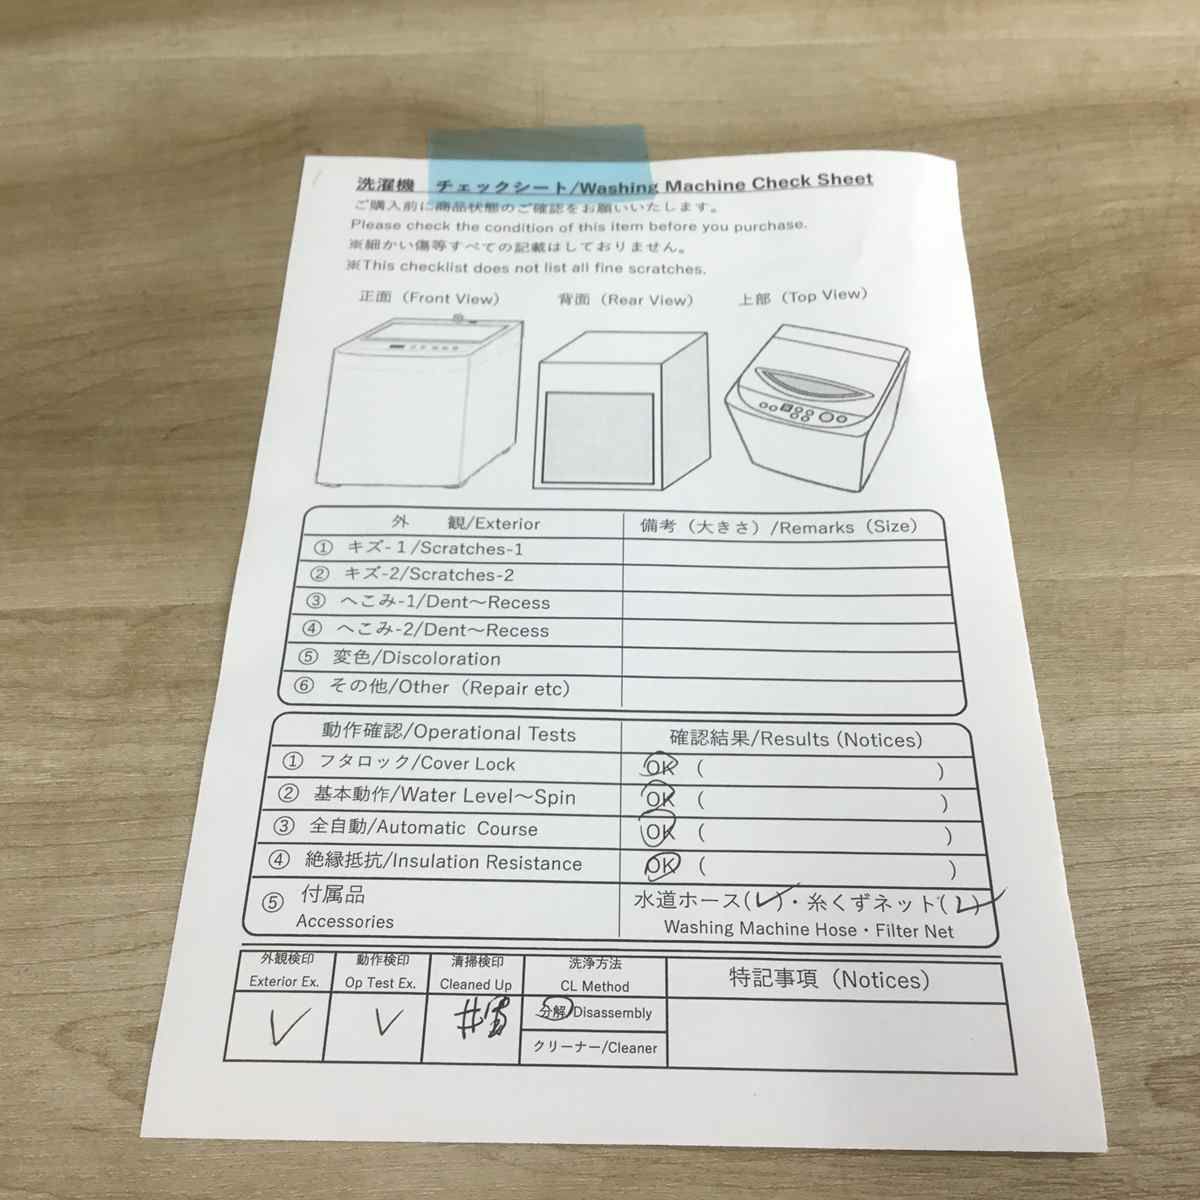 洗濯機　チェックシート/Washing Machine Check Sheet
ご購入前に商品状態のご確認をお願いいたします。
Please check the condition of this item before you purchase.
※細かい傷等すべての記載はしておりません。
※This checklist does not list all fine scratches.
正面（Front View） 背面（Rear View） 上部（Top View）
外　　観/Exterior 備考（大きさ）/Remarks（Size）
① キズ-１/Scratches-1
② キズ-2/Scratches-2
③ へこみ-1/Dent～Recess
④ へこみ-2/Dent～Recess
⑤ 変色/Discoloration
⑥ その他/Other（Repair etc）
動作確認/Operational Tests 確認結果/Results (Notices)
① フタロック/Cover Lock OK （ ）
② 基本動作/Water Level～Spin OK （ ）
③ 全自動/Automatic Course OK （ ）
④ 絶縁抵抗/Insulation Resistance OK （ ）
⑤ 付属品 水道ホース(✓)・糸くずネット(✓)
Accessories Washing Machine Hose・Filter Net
外観検印 動作検印 清掃検印 洗浄方法 特記事項（Notices）
Exterior Ex. Op Test Ex. Cleaned Up CL Method
✓ ✓ 分解/Disassembly
クリーナー/Cleaner